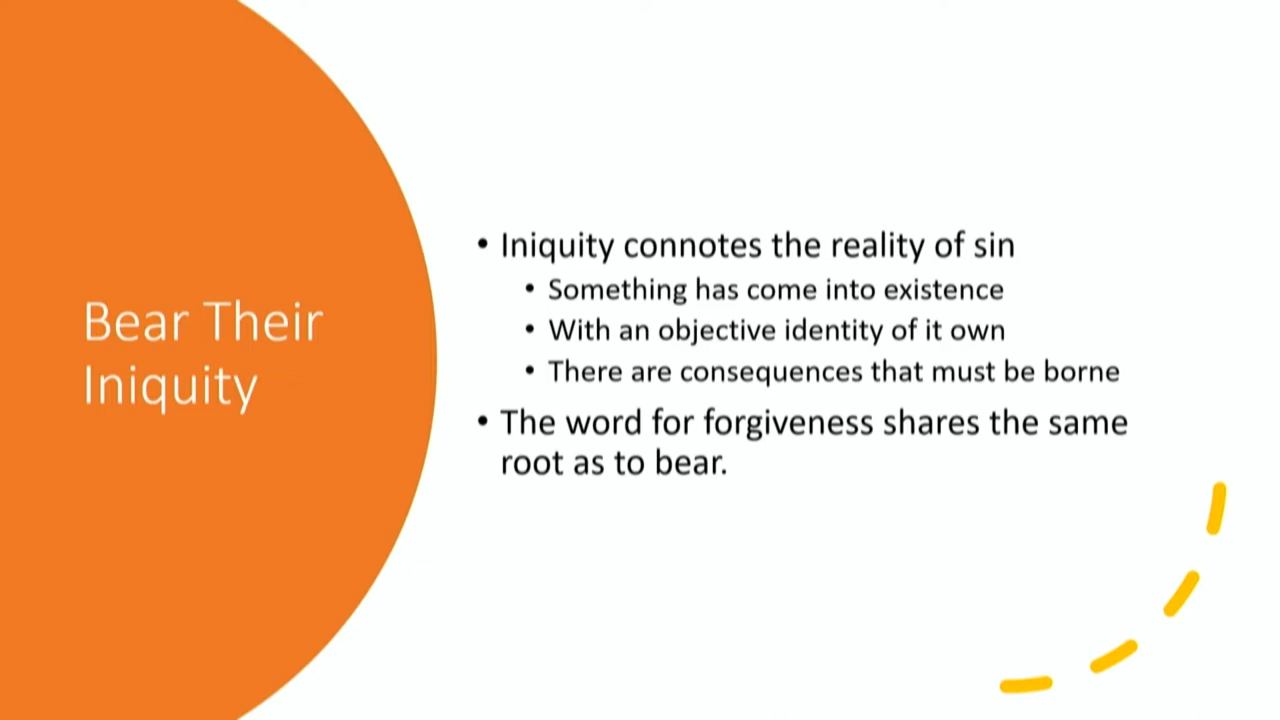 Bear Their
Iniquity
• Iniquity connotes the reality of sin
• Something has come into existence
• With an objective identity of it own
• There are consequences that must be borne
• The word for forgiveness shares the same
root as to bear.